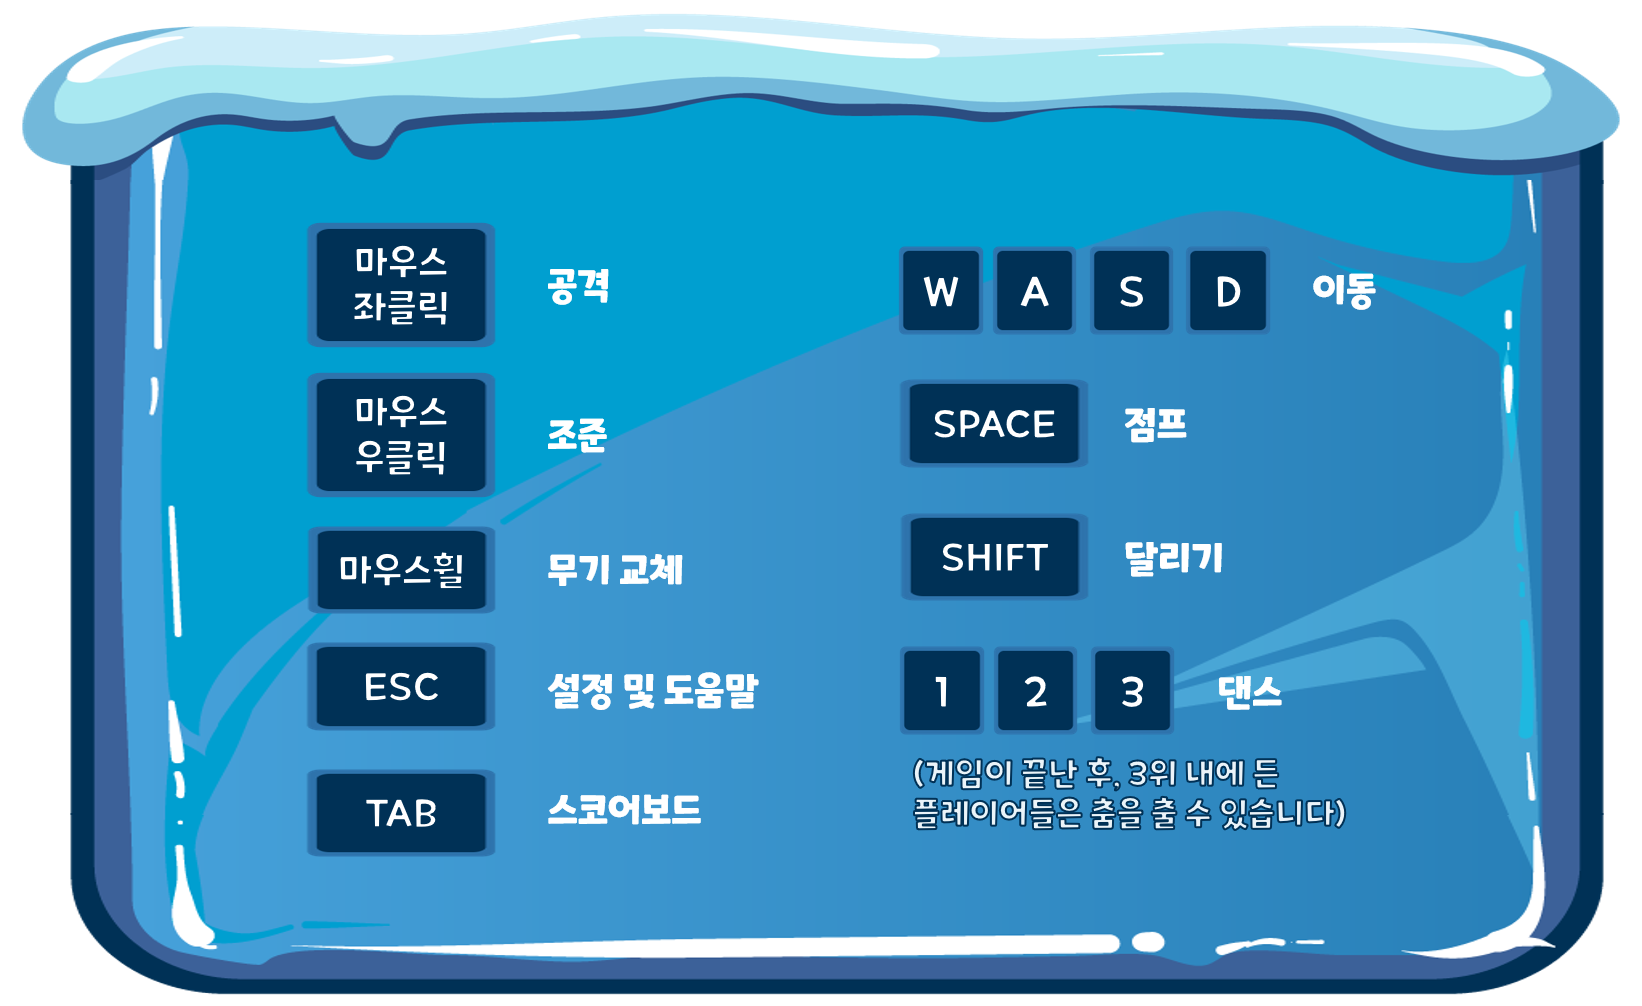 마우스
좌클릭
공격
마우스
우클릭
조준
마우스휠
무기 교체
ESC
설정 및 도움말
TAB
스코어보드
W A S D 이동
SPACE 점프
SHIFT 달리기
1 2 3 댄스
(게임이 끝난 후, 3위 내에 든
플레이어들은 춤을 출 수 있습니다)